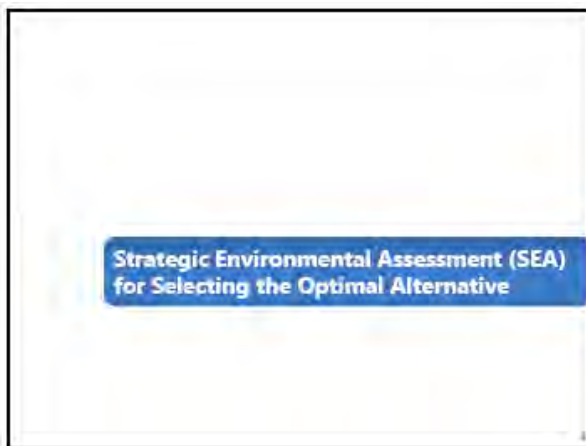 Strategic Environmental Assessment (SEA)
for Selecting the Optimal Alternative